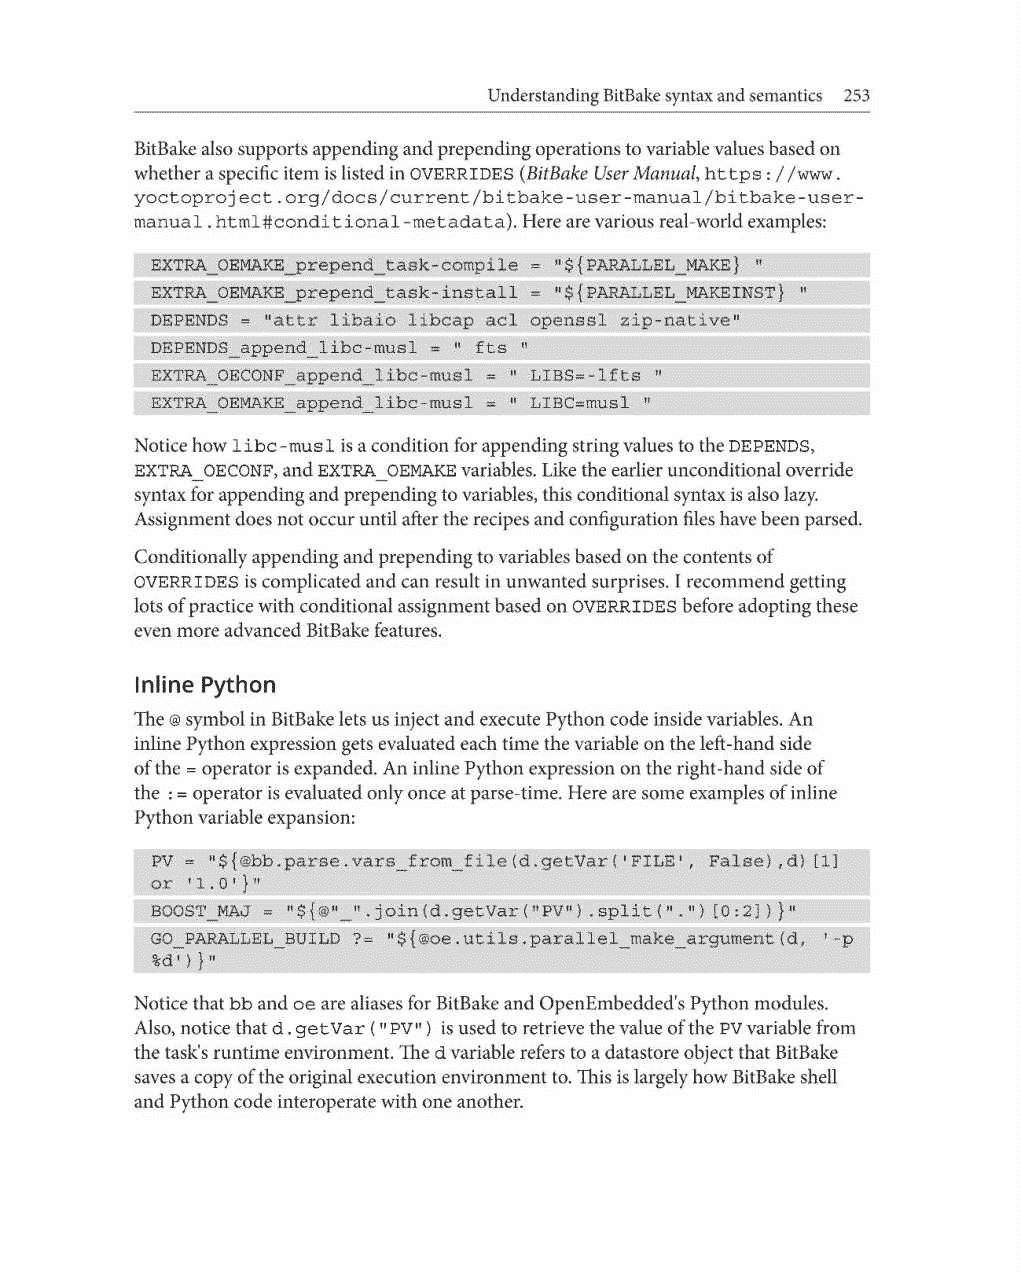 Understanding BitBake syntax and semantics 253
BitBake also supports appending and prepending operations to variable values based on
whether a specific item is listed in OVERRIDES (BitBake User Manual, https://www.
yoctoproject.org/docs/current/bitbake-user-manual/bitbake-user-
manual.html#conditional-metadata). Here are various real-world examples:
EXTRA_OEMAKE_prepend_task-compile = "${PARALLEL_MAKE} "
EXTRA_OEMAKE_prepend_task-install = "${PARALLEL_MAKEINST} "
DEPENDS = "attr libaio libcap acl openssl zip-native"
DEPENDS_append_libc-musl = " fts "
EXTRA_OECONF_append_libc-musl = " LIBS=-lfts "
EXTRA_OEMAKE_append_libc-musl = " LIBC=musl "
Notice how libc-musl is a condition for appending string values to the DEPENDS,
EXTRA_OECONF, and EXTRA_OEMAKE variables. Like the earlier unconditional override
syntax for appending and prepending to variables, this conditional syntax is also lazy.
Assignment does not occur until after the recipes and configuration files have been parsed.
Conditionally appending and prepending to variables based on the contents of
OVERRIDES is complicated and can result in unwanted surprises. I recommend getting
lots of practice with conditional assignment based on OVERRIDES before adopting these
even more advanced BitBake features.
Inline Python
The @ symbol in BitBake lets us inject and execute Python code inside variables. An
inline Python expression gets evaluated each time the variable on the left-hand side
of the = operator is expanded. An inline Python expression on the right-hand side of
the := operator is evaluated only once at parse-time. Here are some examples of inline
Python variable expansion:
PV = "${@bb.parse.vars_from_file(d.getVar('FILE', False),d)[1]
or '1.0'}"
BOOST_MAJ = "${@"_".join(d.getVar("PV").split(".")[0:2])}"
GO_PARALLEL_BUILD ?= "${@oe.utils.parallel_make_argument(d, '-p
%d')}"
Notice that bb and oe are aliases for BitBake and OpenEmbedded's Python modules.
Also, notice that d.getVar("PV") is used to retrieve the value of the PV variable from
the task's runtime environment. The d variable refers to a datastore object that BitBake
saves a copy of the original execution environment to. This is largely how BitBake shell
and Python code interoperate with one another.